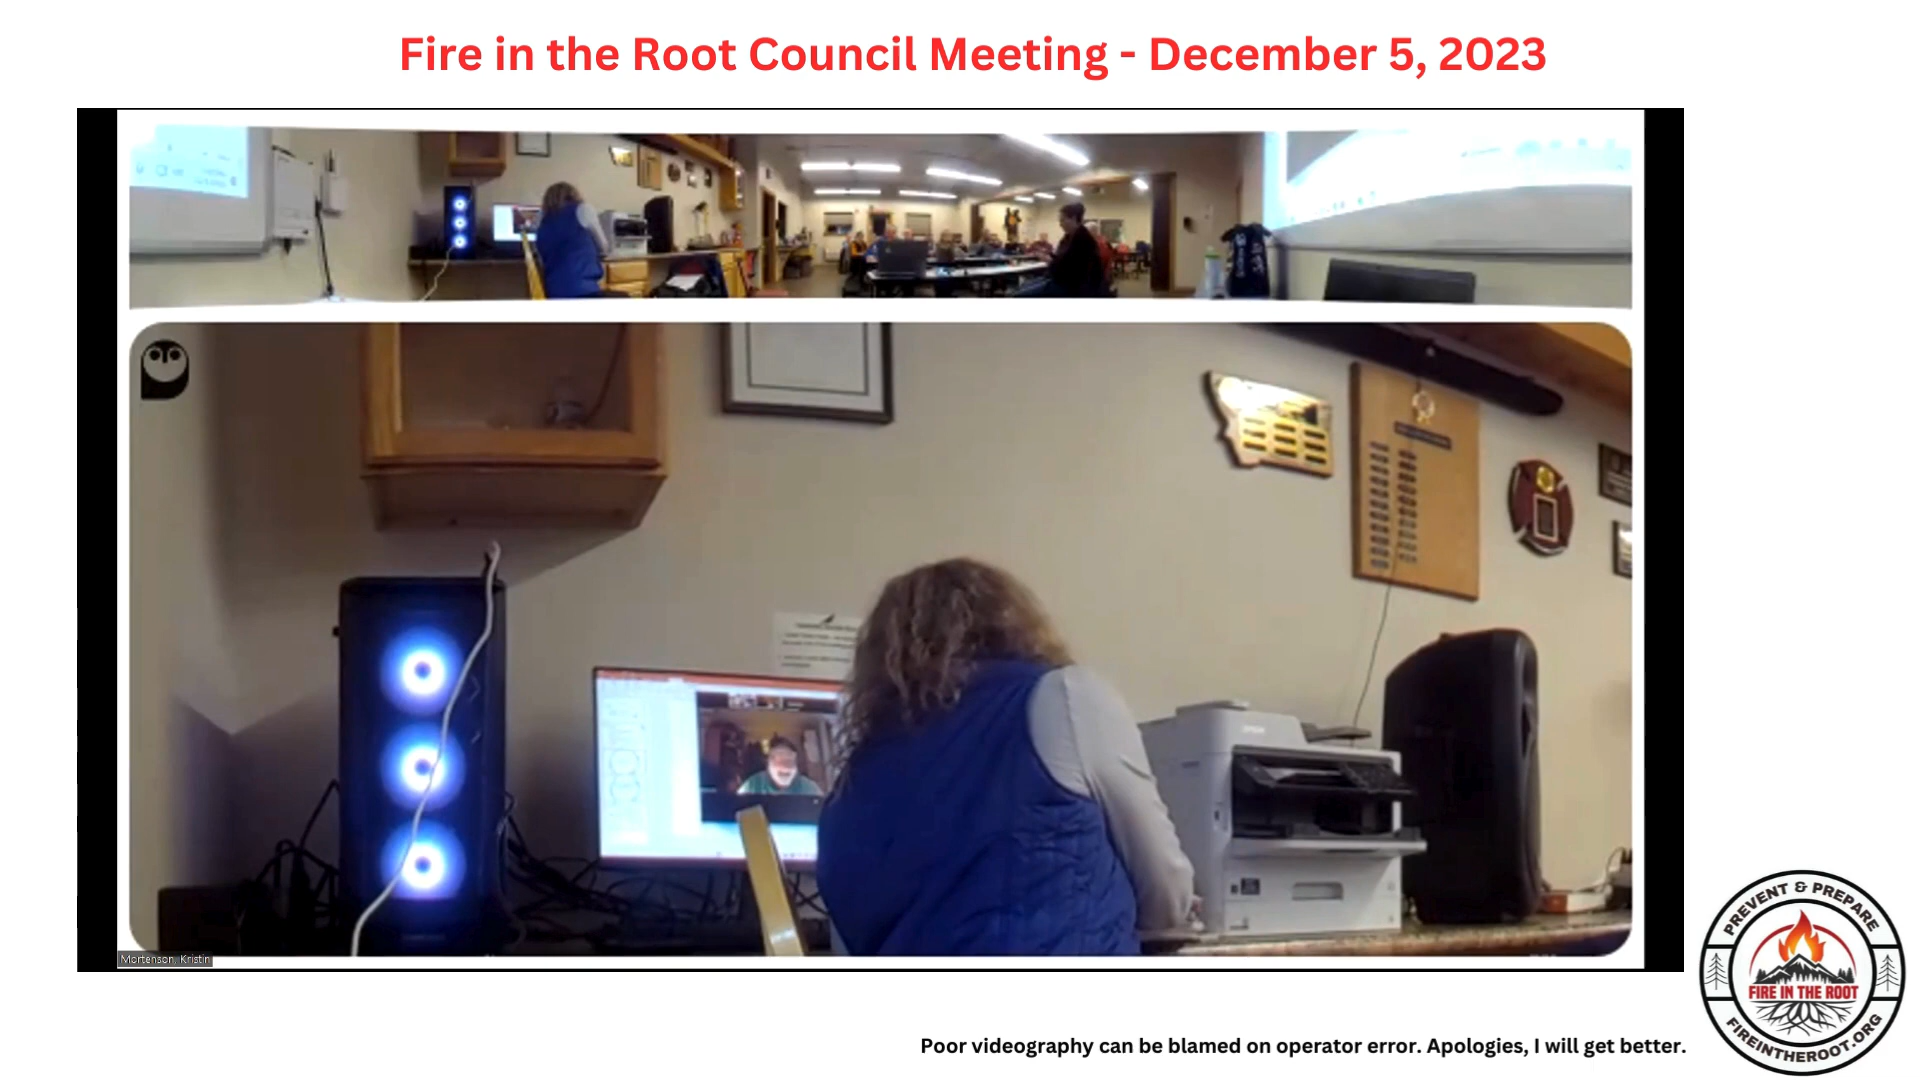 Fire in the Root Council Meeting - December 5, 2023
EPSON
Mortenson, Kristin
PREVENT & PREPARE
FIRE IN THE ROOT
FIREINTHEROOT.ORG
Poor videography can be blamed on operator error. Apologies, I will get better.